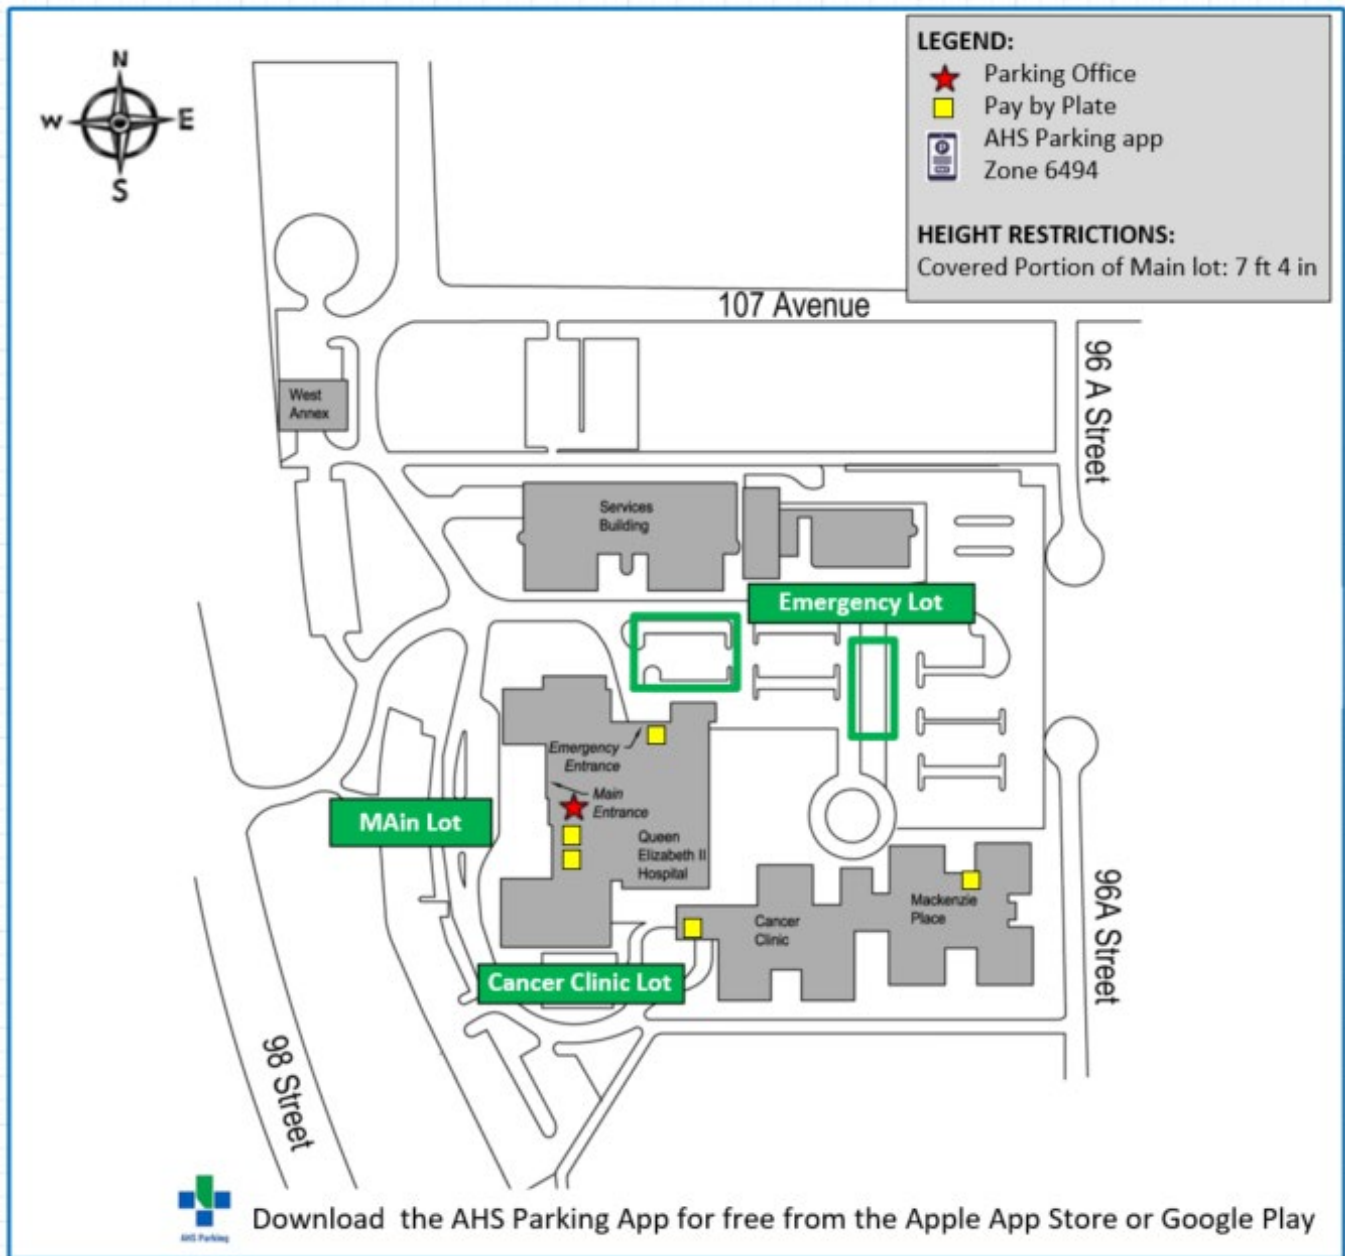 N
W E
S
LEGEND:
Parking Office
Pay by Plate
AHS Parking app
Zone 6494
HEIGHT RESTRICTIONS:
Covered Portion of Main lot: 7 ft 4 in
107 Avenue
96 A Street
West
Annex
Services
Building
Emergency Lot
Emergency
Entrance
Main
Entrance
MAin Lot
Queen
Elizabeth II
Hospital
Mackenzie
Place
Cancer
Clinic
96A Street
Cancer Clinic Lot
98 Street
AHS Parking
Download the AHS Parking App for free from the Apple App Store or Google Play